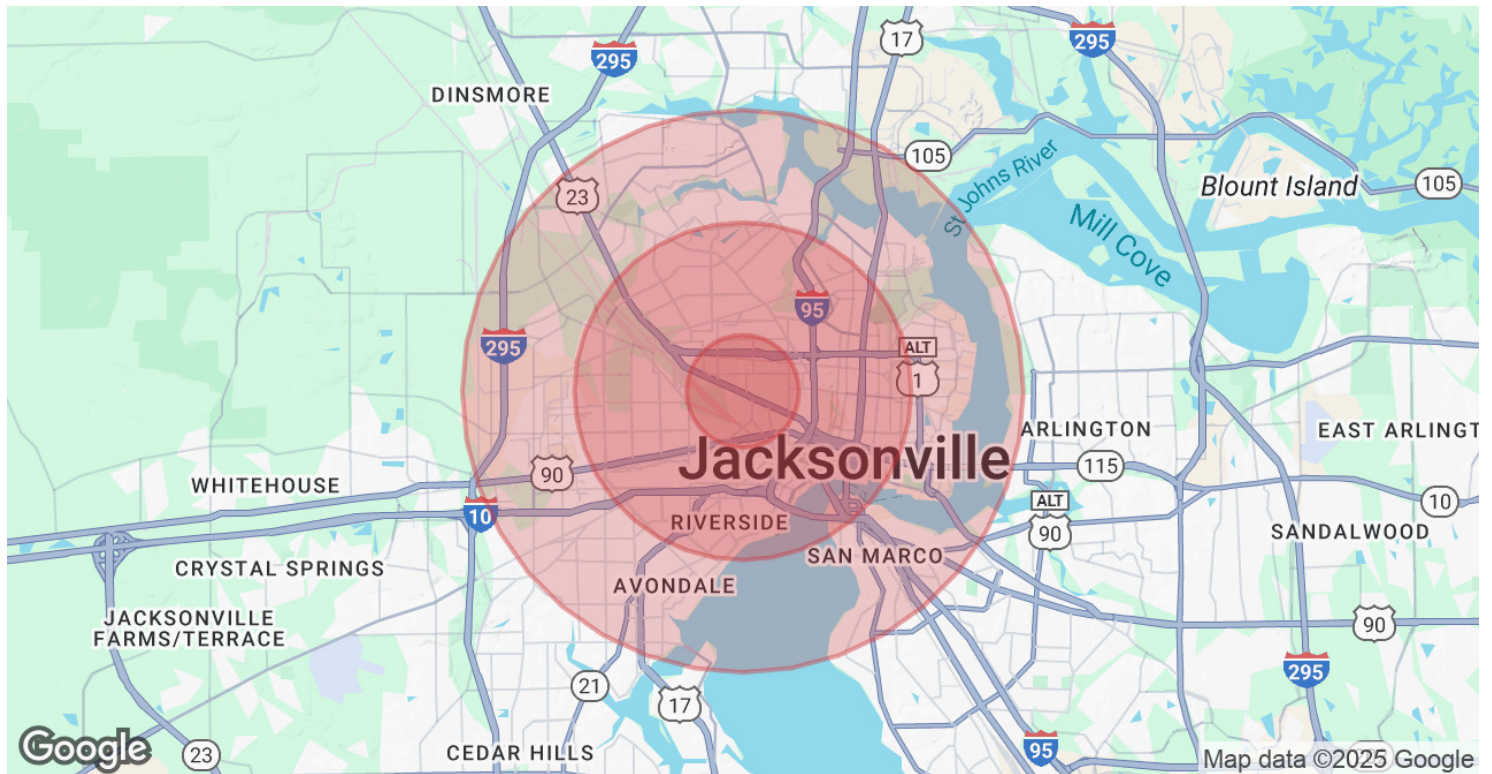 295
17
295
DINSMORE
105
St Johns River
Blount Island
105
23
Mill Cove
95
295
ALT
1
Jacksonville
ARLINGTON
EAST ARLINGT
115
90
WHITEHOUSE
ALT
10
10
RIVERSIDE
90
SANDALWOOD
SAN MARCO
CRYSTAL SPRINGS
AVONDALE
JACKSONVILLE
FARMS/TERRACE
90
295
21
17
Google
23
CEDAR HILLS
95
Map data ©2025 Google